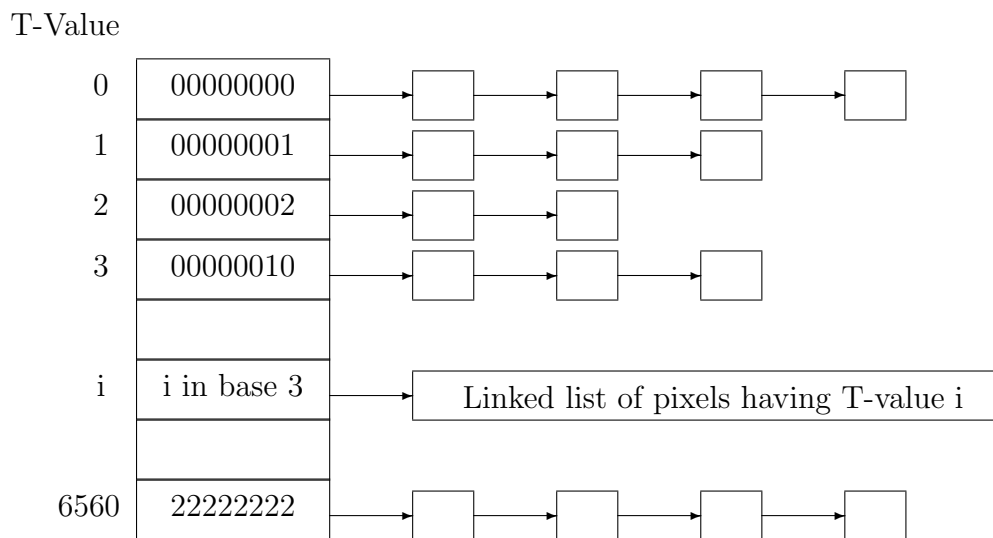 T-Value
0 00000000
1 00000001
2 00000002
3 00000010
i i in base 3 Linked list of pixels having T-value i
6560 22222222